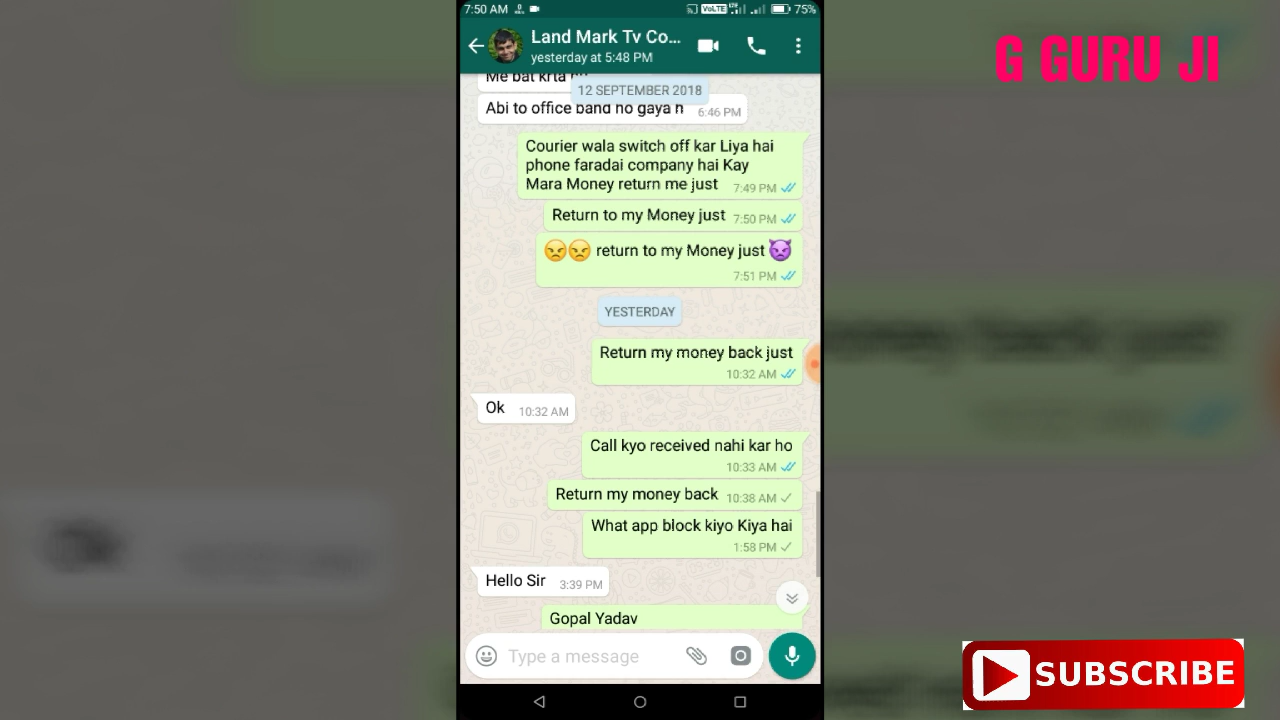 7:50 AM
VoLTE
LTE
75%
G GURU JI
Land Mark Tv Co...
yesterday at 5:48 PM
Me bat krta
12 SEPTEMBER 2018
Abi to office band ho gaya h 6:46 PM
Courier wala switch off kar Liya hai
phone faradai company hai Kay
Mara Money return me just 7:49 PM
Return to my Money just 7:50 PM
😠😠 return to my Money just 👿
7:51 PM
YESTERDAY
Return my money back just
10:32 AM
Ok 10:32 AM
Call kyo received nahi kar ho
10:33 AM
Return my money back 10:38 AM
What app block kiyo Kiya hai
1:58 PM
Hello Sir 3:39 PM
Gopal Yadav
Type a message
SUBSCRIBE